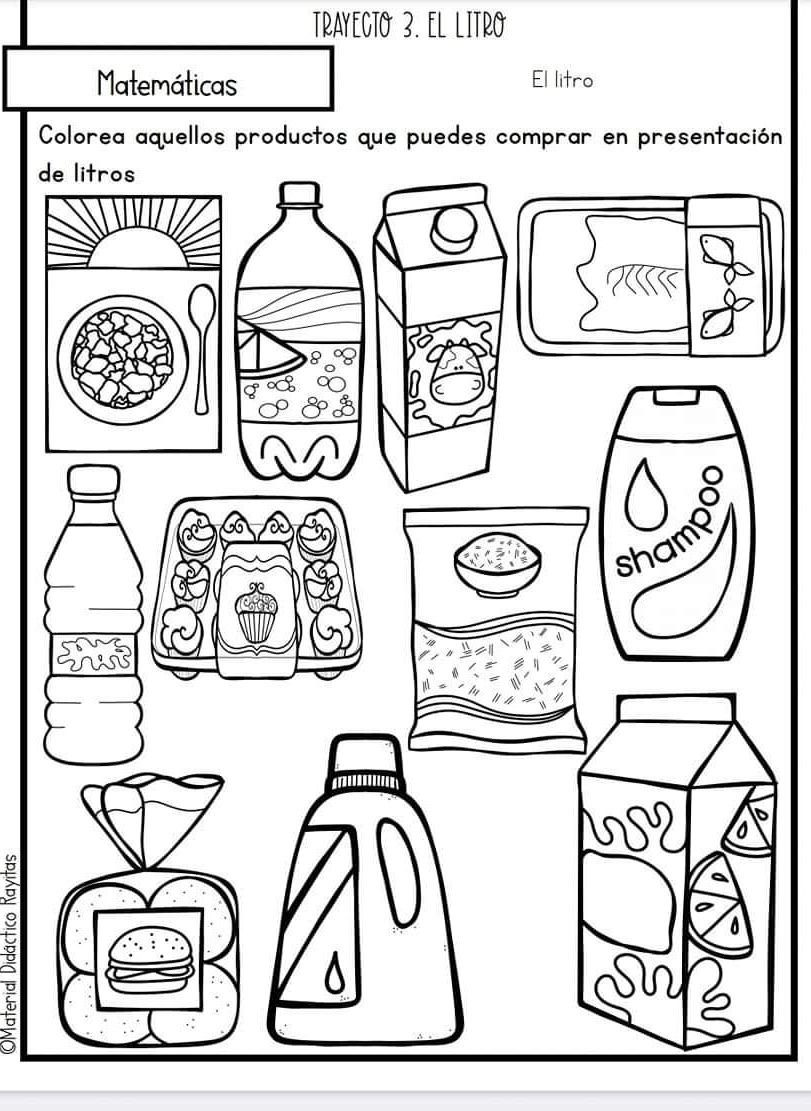 TRAYECTO 3. EL LITRO
Matemáticas
El litro
Colorea aquellos productos que puedes comprar en presentación
de litros
shampoo
©Material Didáctico Rayitas